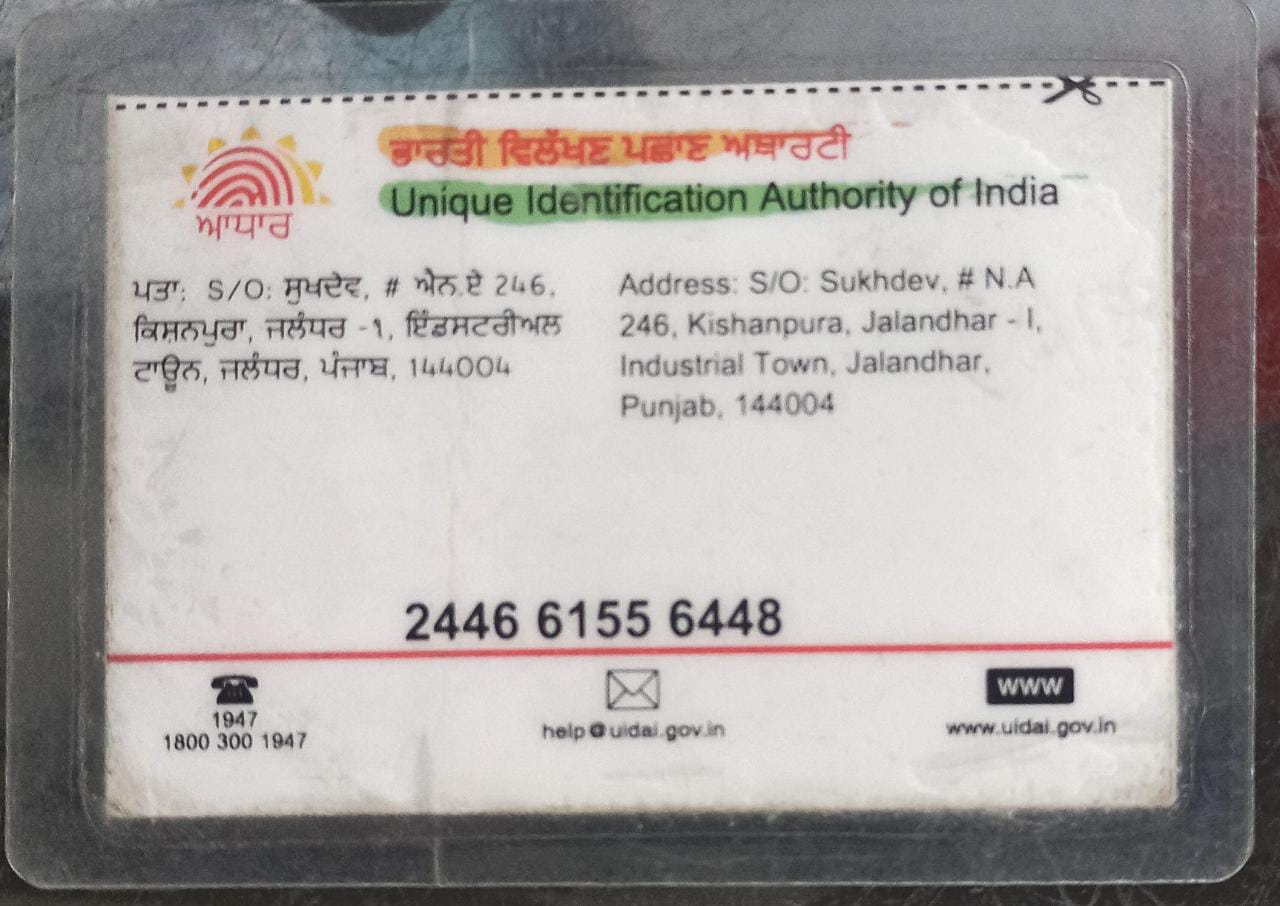 ਭਾਰਤੀ ਵਿਲੱਖਣ ਪਛਾਣ ਅਥਾਰਟੀ
Unique Identification Authority of India
ਆਧਾਰ
ਪਤਾ: S/O: ਸੁਖਦੇਵ, # ਐਨ.ਏ 246,
ਕਿਸ਼ਨਪੁਰਾ, ਜਲੰਧਰ -1, ਇੰਡਸਟਰੀਅਲ
ਟਾਊਨ, ਜਲੰਧਰ, ਪੰਜਾਬ, 144004
Address: S/O: Sukhdev, # N.A
246, Kishanpura, Jalandhar - I,
Industrial Town, Jalandhar,
Punjab, 144004
2446 6155 6448
1947
1800 300 1947
help@uidai.gov.in
www
www.uidai.gov.in